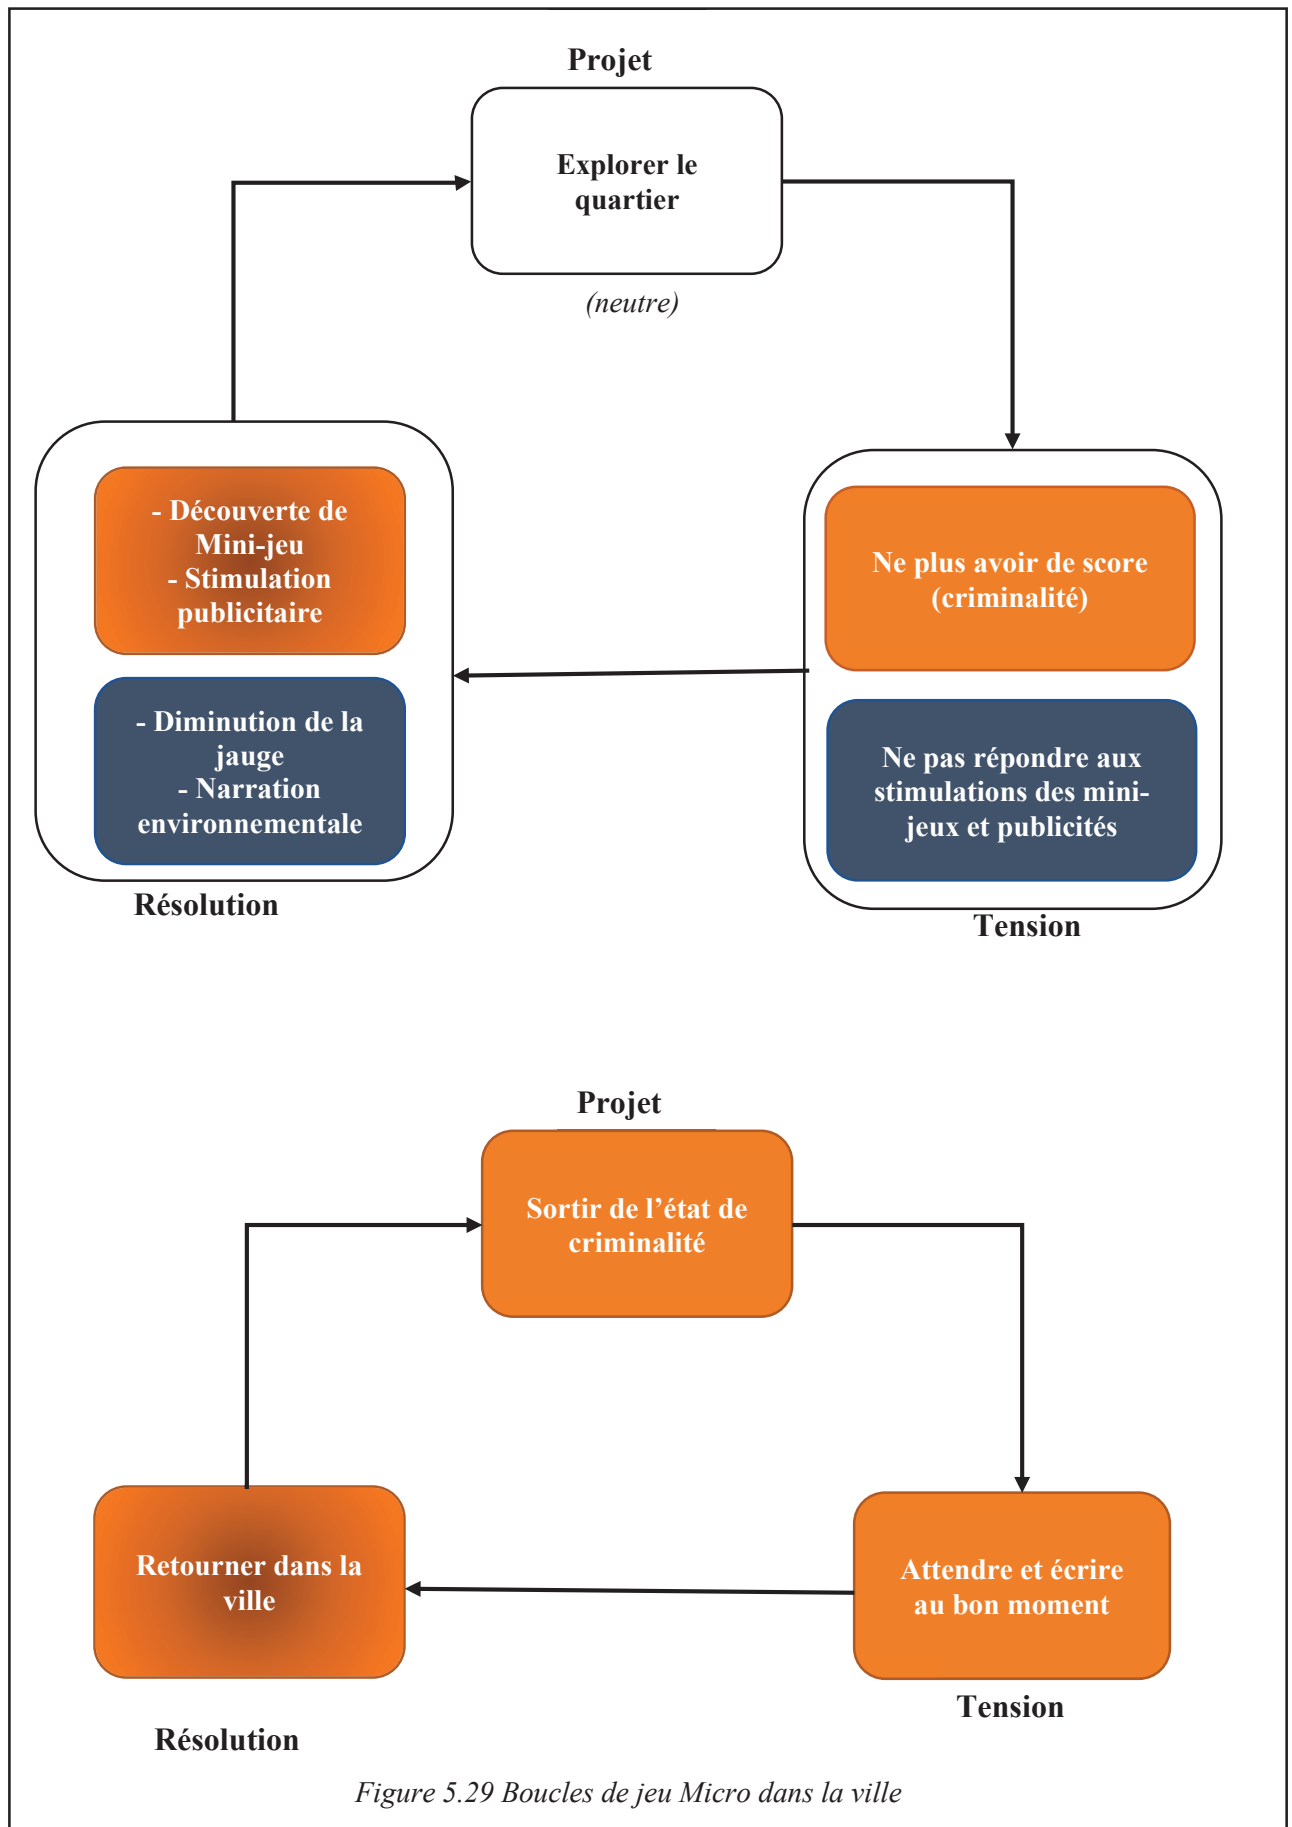 Projet
Explorer le
quartier
(neutre)
- Découverte de
Mini-jeu
- Stimulation
publicitaire
- Diminution de la
jauge
- Narration
environnementale
Résolution
Ne plus avoir de score
(criminalité)
Ne pas répondre aux
stimulations des mini-
jeux et publicités
Tension
Projet
Sortir de l’état de
criminalité
Retourner dans la
ville
Résolution
Attendre et écrire
au bon moment
Tension
Figure 5.29 Boucles de jeu Micro dans la ville